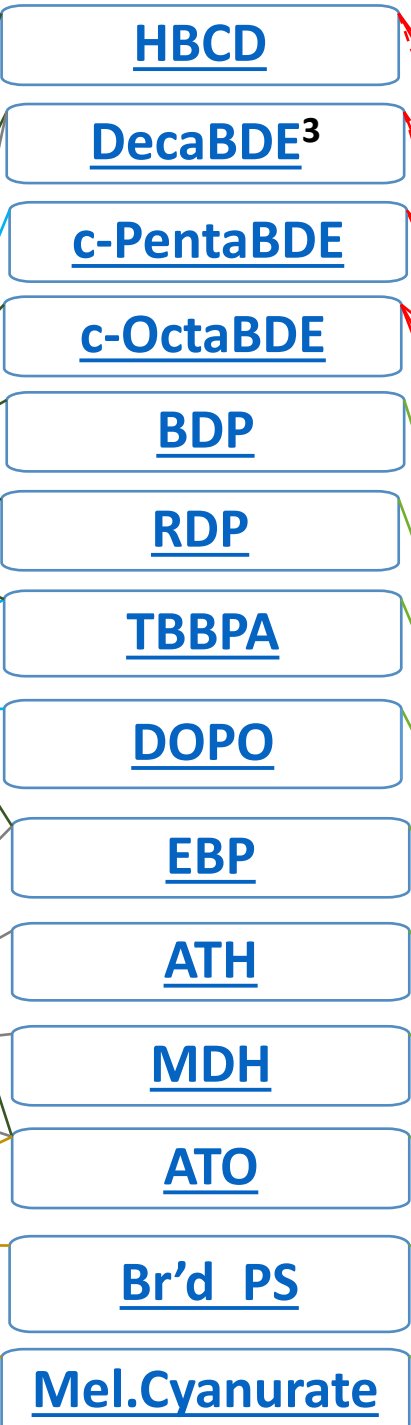 HBCD
DecaBDE³
c-PentaBDE
c-OctaBDE
BDP
RDP
TBBPA
DOPO
EBP
ATH
MDH
ATO
Br’d PS
Mel.Cyanurate